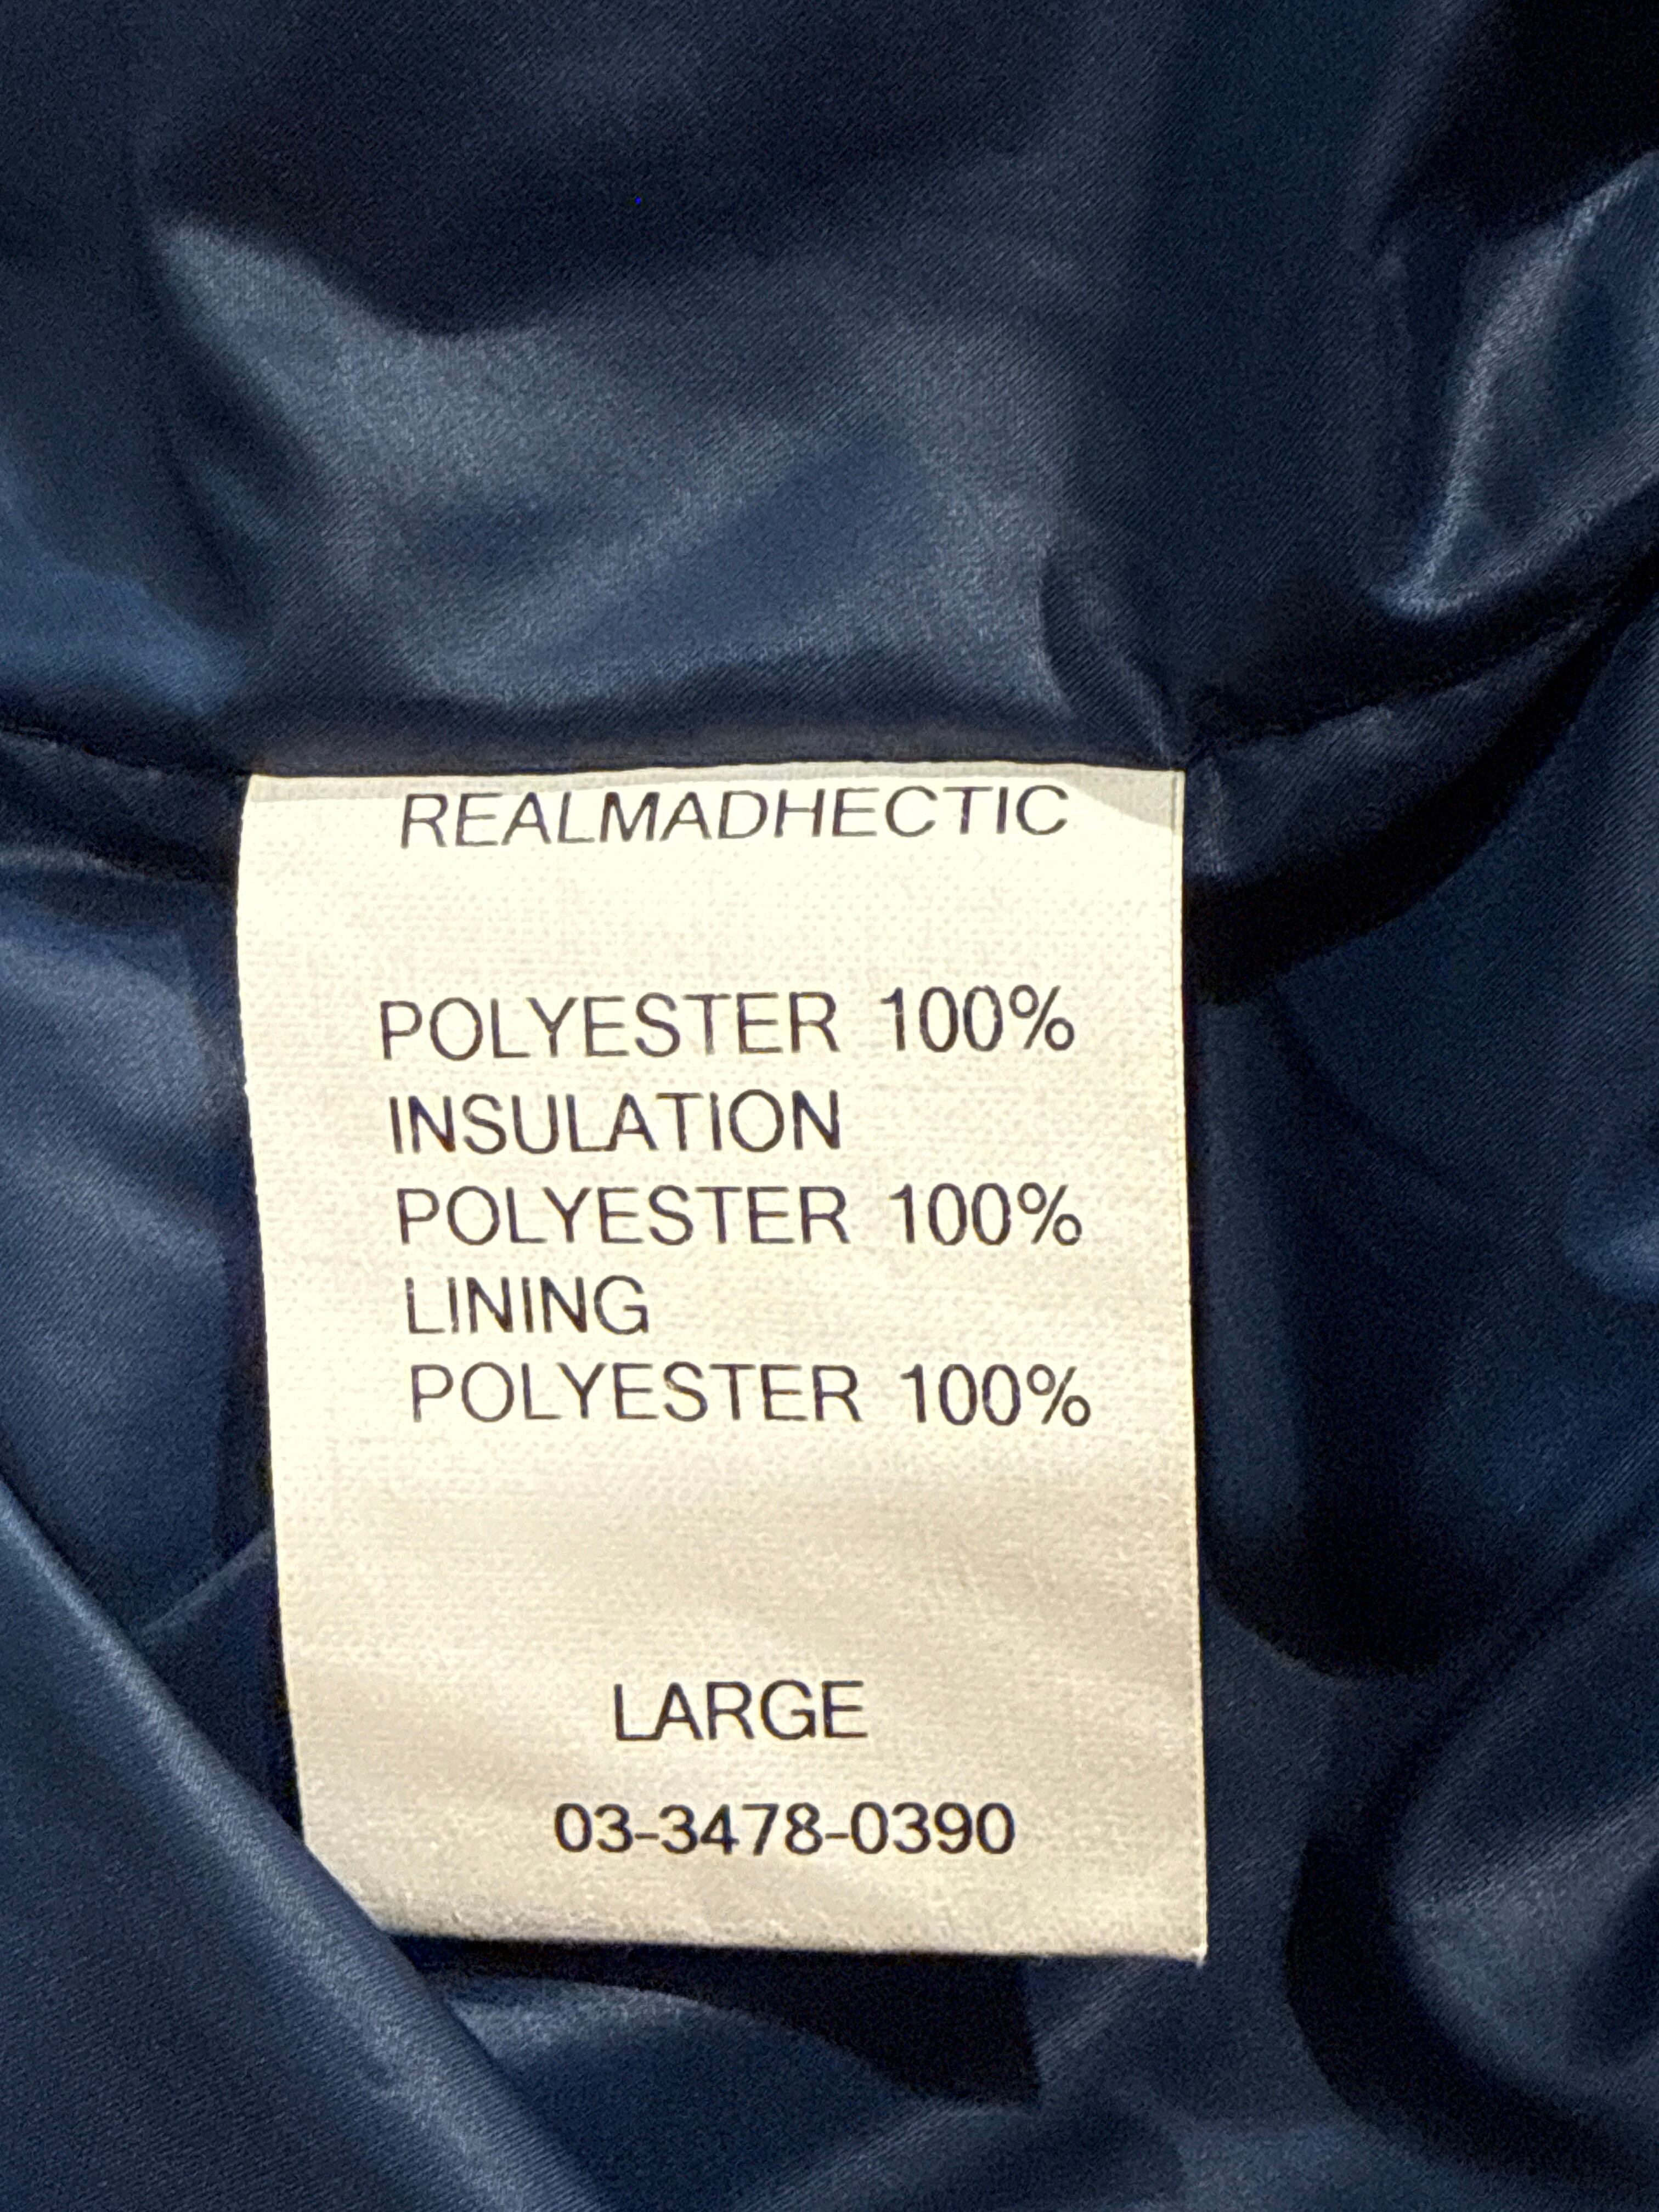 REALMADHECTIC
POLYESTER 100%
INSULATION
POLYESTER 100%
LINING
POLYESTER 100%
LARGE
03-3478-0390